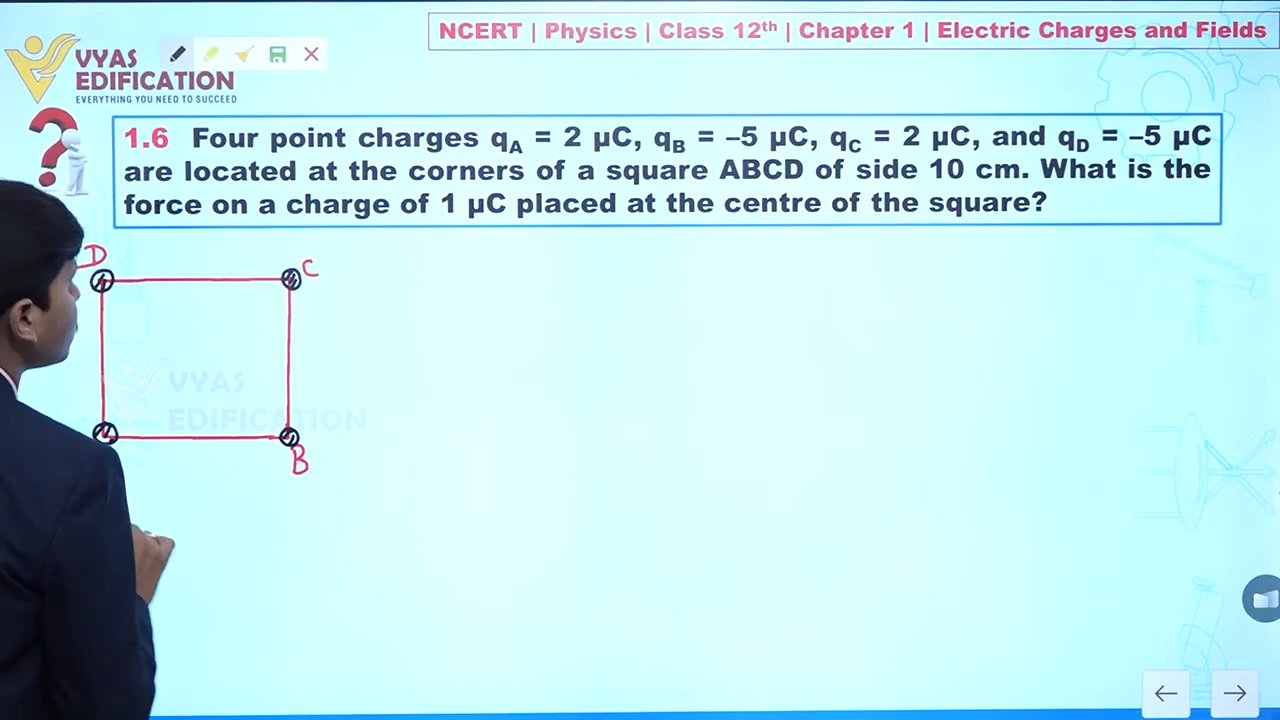 NCERT | Physics | Class 12th | Chapter 1 | Electric Charges and Fields
VYAS
EDIFICATION
EVERYTHING YOU NEED TO SUCCEED
1.6 Four point charges qA = 2 µC, qB = –5 µC, qC = 2 µC, and qD = –5 µC
are located at the corners of a square ABCD of side 10 cm. What is the
force on a charge of 1 µC placed at the centre of the square?
D
C
VYAS
EDIFICATION
B